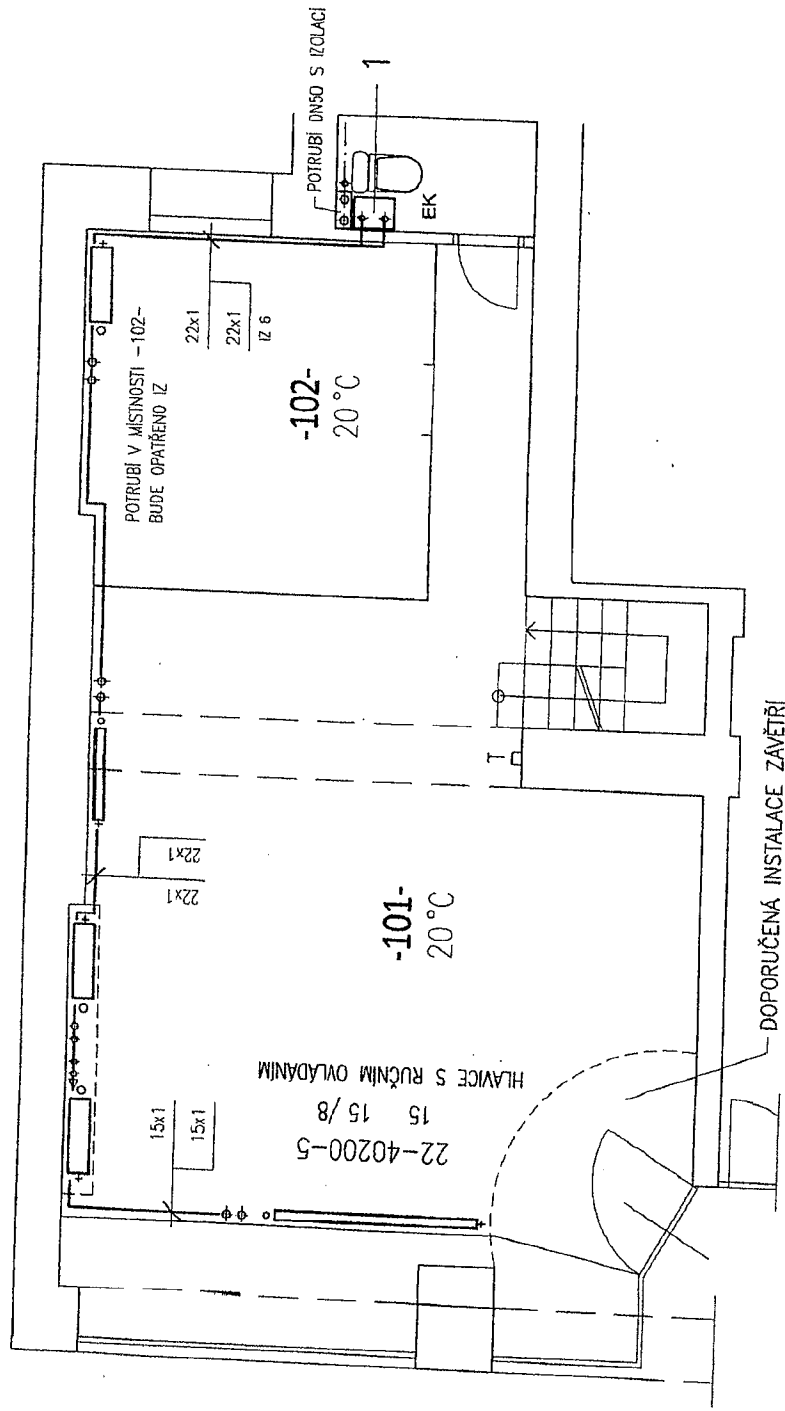 POTRUBÍ DN50 S IZOLACÍ
1
EK
22x1
22x1
IZ 6
POTRUBÍ V MÍSTNOSTI -102-
BUDE OPATŘENO IZ
-102-
20°C
22x1
22x1
-101-
20°C
15x1
15x1
22-40200-5
15 15/8
HLAVICE S RUČNÍM OVLÁDÁNÍM
DOPORUČENÁ INSTALACE ZÁVĚTŘÍ